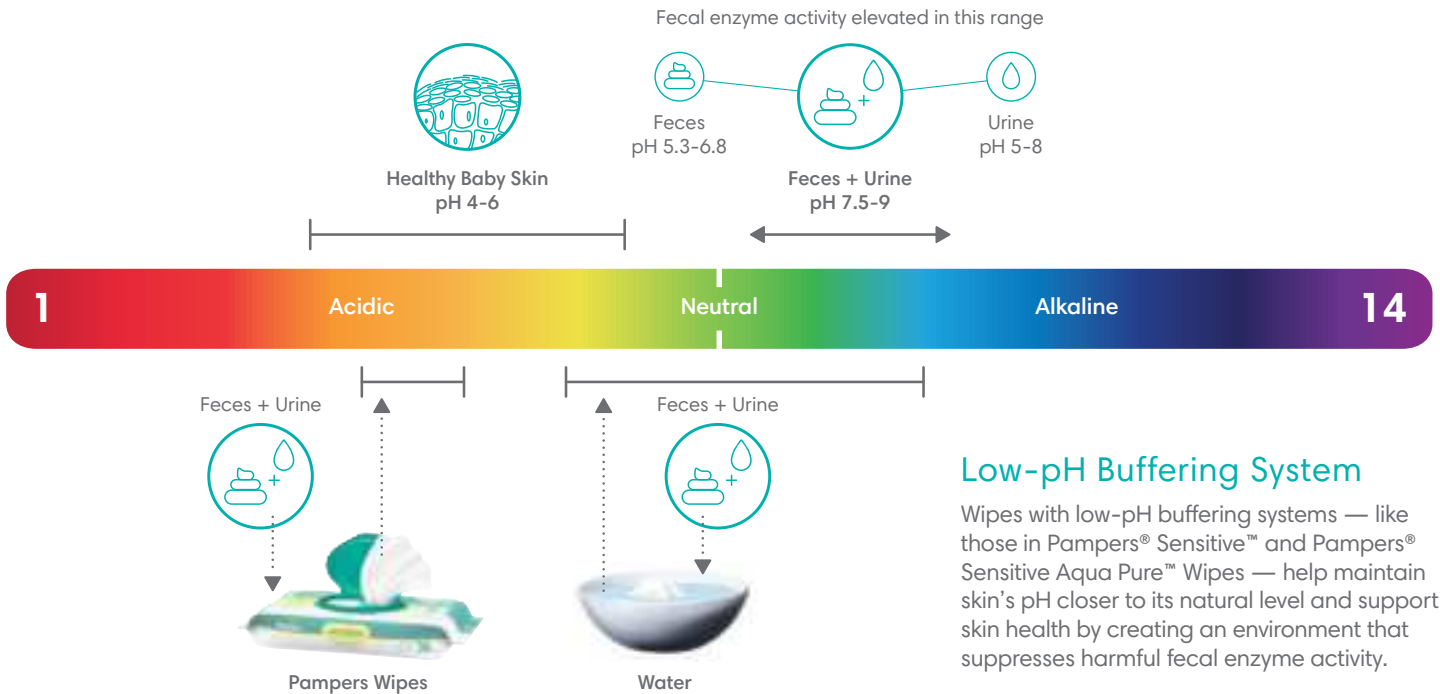 Fecal enzyme activity elevated in this range
Feces
pH 5.3-6.8
Urine
pH 5-8
Healthy Baby Skin
pH 4-6
Feces + Urine
pH 7.5-9
1
Acidic
Neutral
Alkaline
14
Feces + Urine
Feces + Urine
Pampers Wipes
Water
Low-pH Buffering System
Wipes with low-pH buffering systems — like
those in Pampers® Sensitive™ and Pampers®
Sensitive Aqua Pure™ Wipes — help maintain
skin’s pH closer to its natural level and support
skin health by creating an environment that
suppresses harmful fecal enzyme activity.